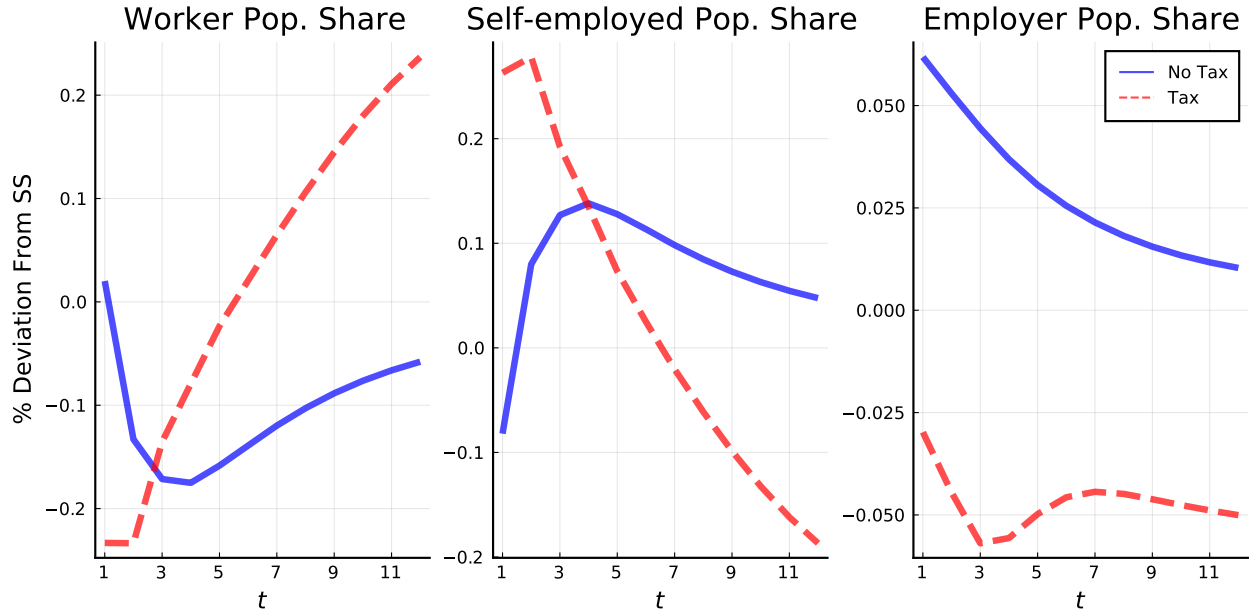 Worker Pop. Share
Self-employed Pop. Share
Employer Pop. Share
% Deviation From SS
0.2
0.1
0.0
−0.1
−0.2
1 3 5 7 9 11
t
0.2
0.1
0.0
−0.1
−0.2
1 3 5 7 9 11
t
0.050
0.025
0.000
−0.025
−0.050
1 3 5 7 9 11
t
No Tax
Tax